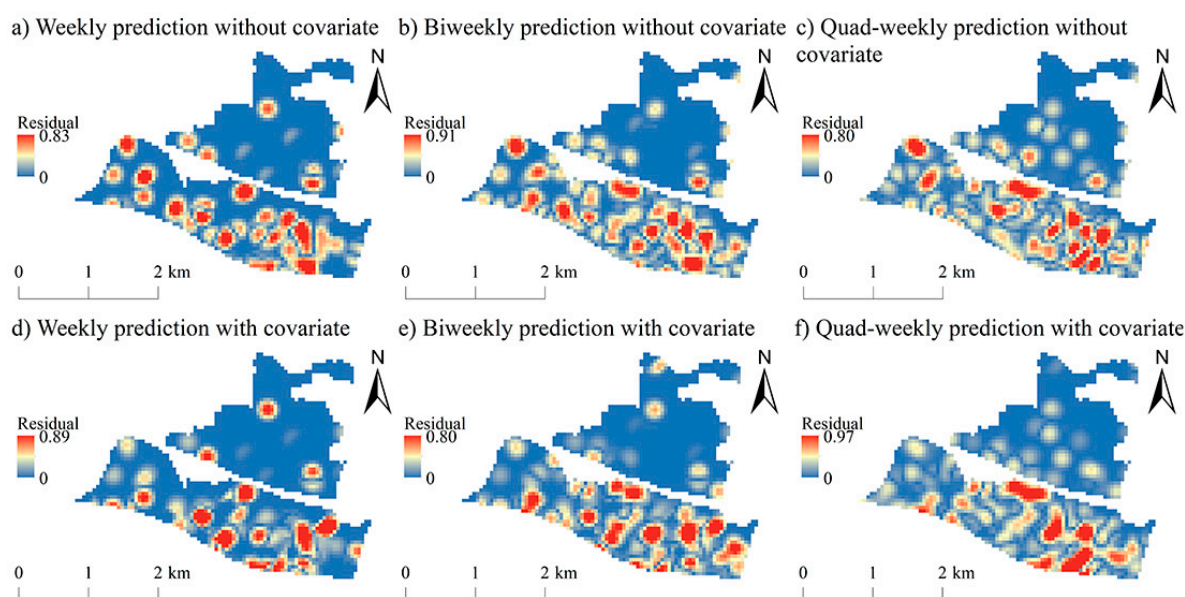 a) Weekly prediction without covariate
b) Biweekly prediction without covariate
c) Quad-weekly prediction without
covariate
N
N
N
Residual
0.83
0
Residual
0.91
0
Residual
0.80
0
0 1 2 km
0 1 2 km
0 1 2 km
d) Weekly prediction with covariate
e) Biweekly prediction with covariate
f) Quad-weekly prediction with covariate
N
N
N
Residual
0.89
0
Residual
0.80
0
Residual
0.97
0
0 1 2 km
0 1 2 km
0 1 2 km